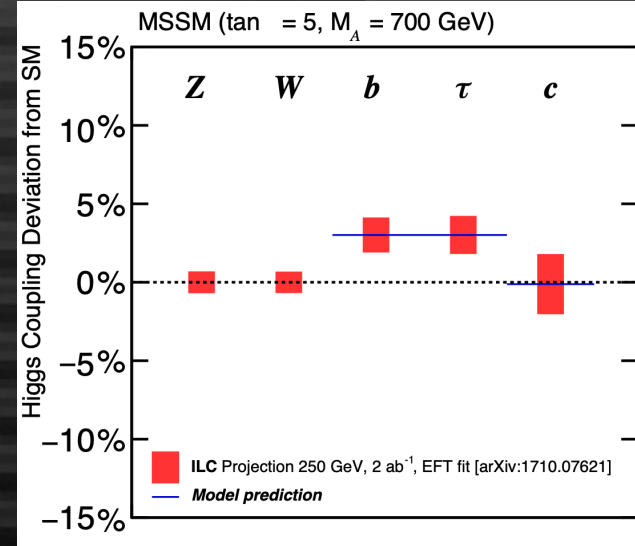 MSSM (tan = 5, M_A = 700 GeV)
Higgs Coupling Deviation from SM
15%
10%
5%
0%
−5%
−10%
−15%
Z W b τ c
ILC Projection 250 GeV, 2 ab⁻¹, EFT fit [arXiv:1710.07621]
Model prediction